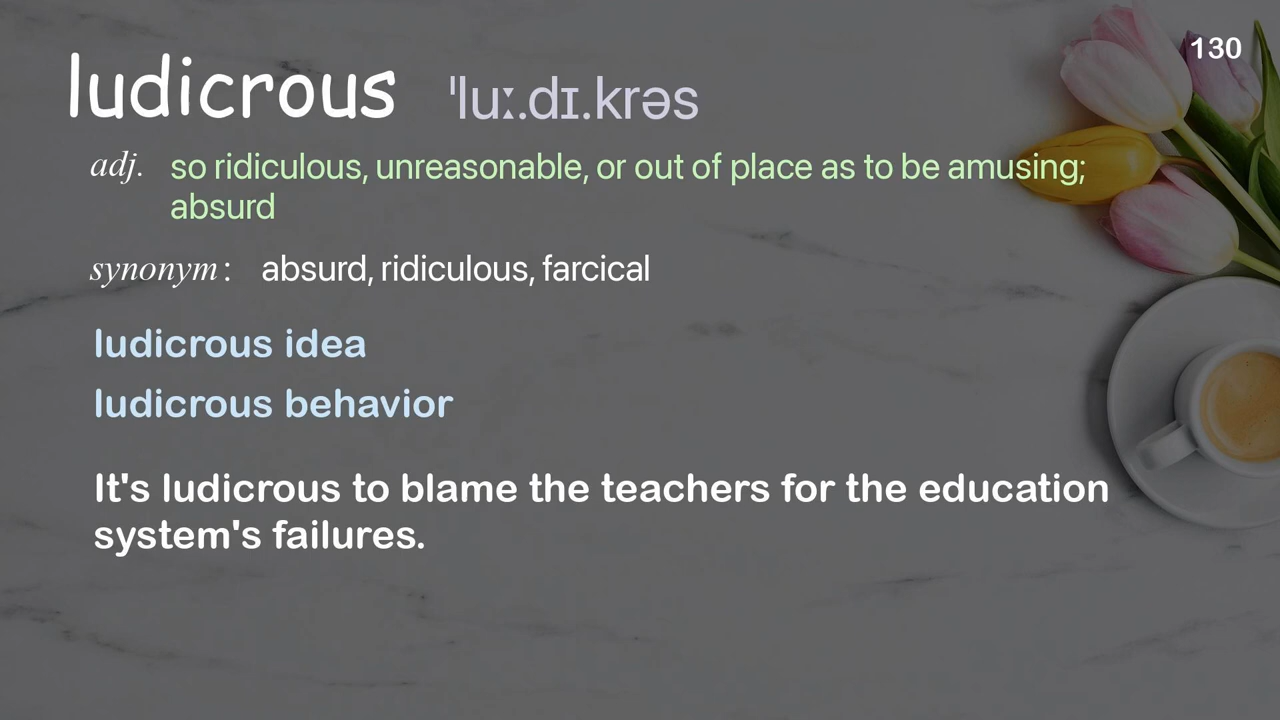 130
ludicrous ˈluː.dɪ.krəs
adj. so ridiculous, unreasonable, or out of place as to be amusing;
absurd
synonym: absurd, ridiculous, farcical
ludicrous idea
ludicrous behavior
It's ludicrous to blame the teachers for the education
system's failures.